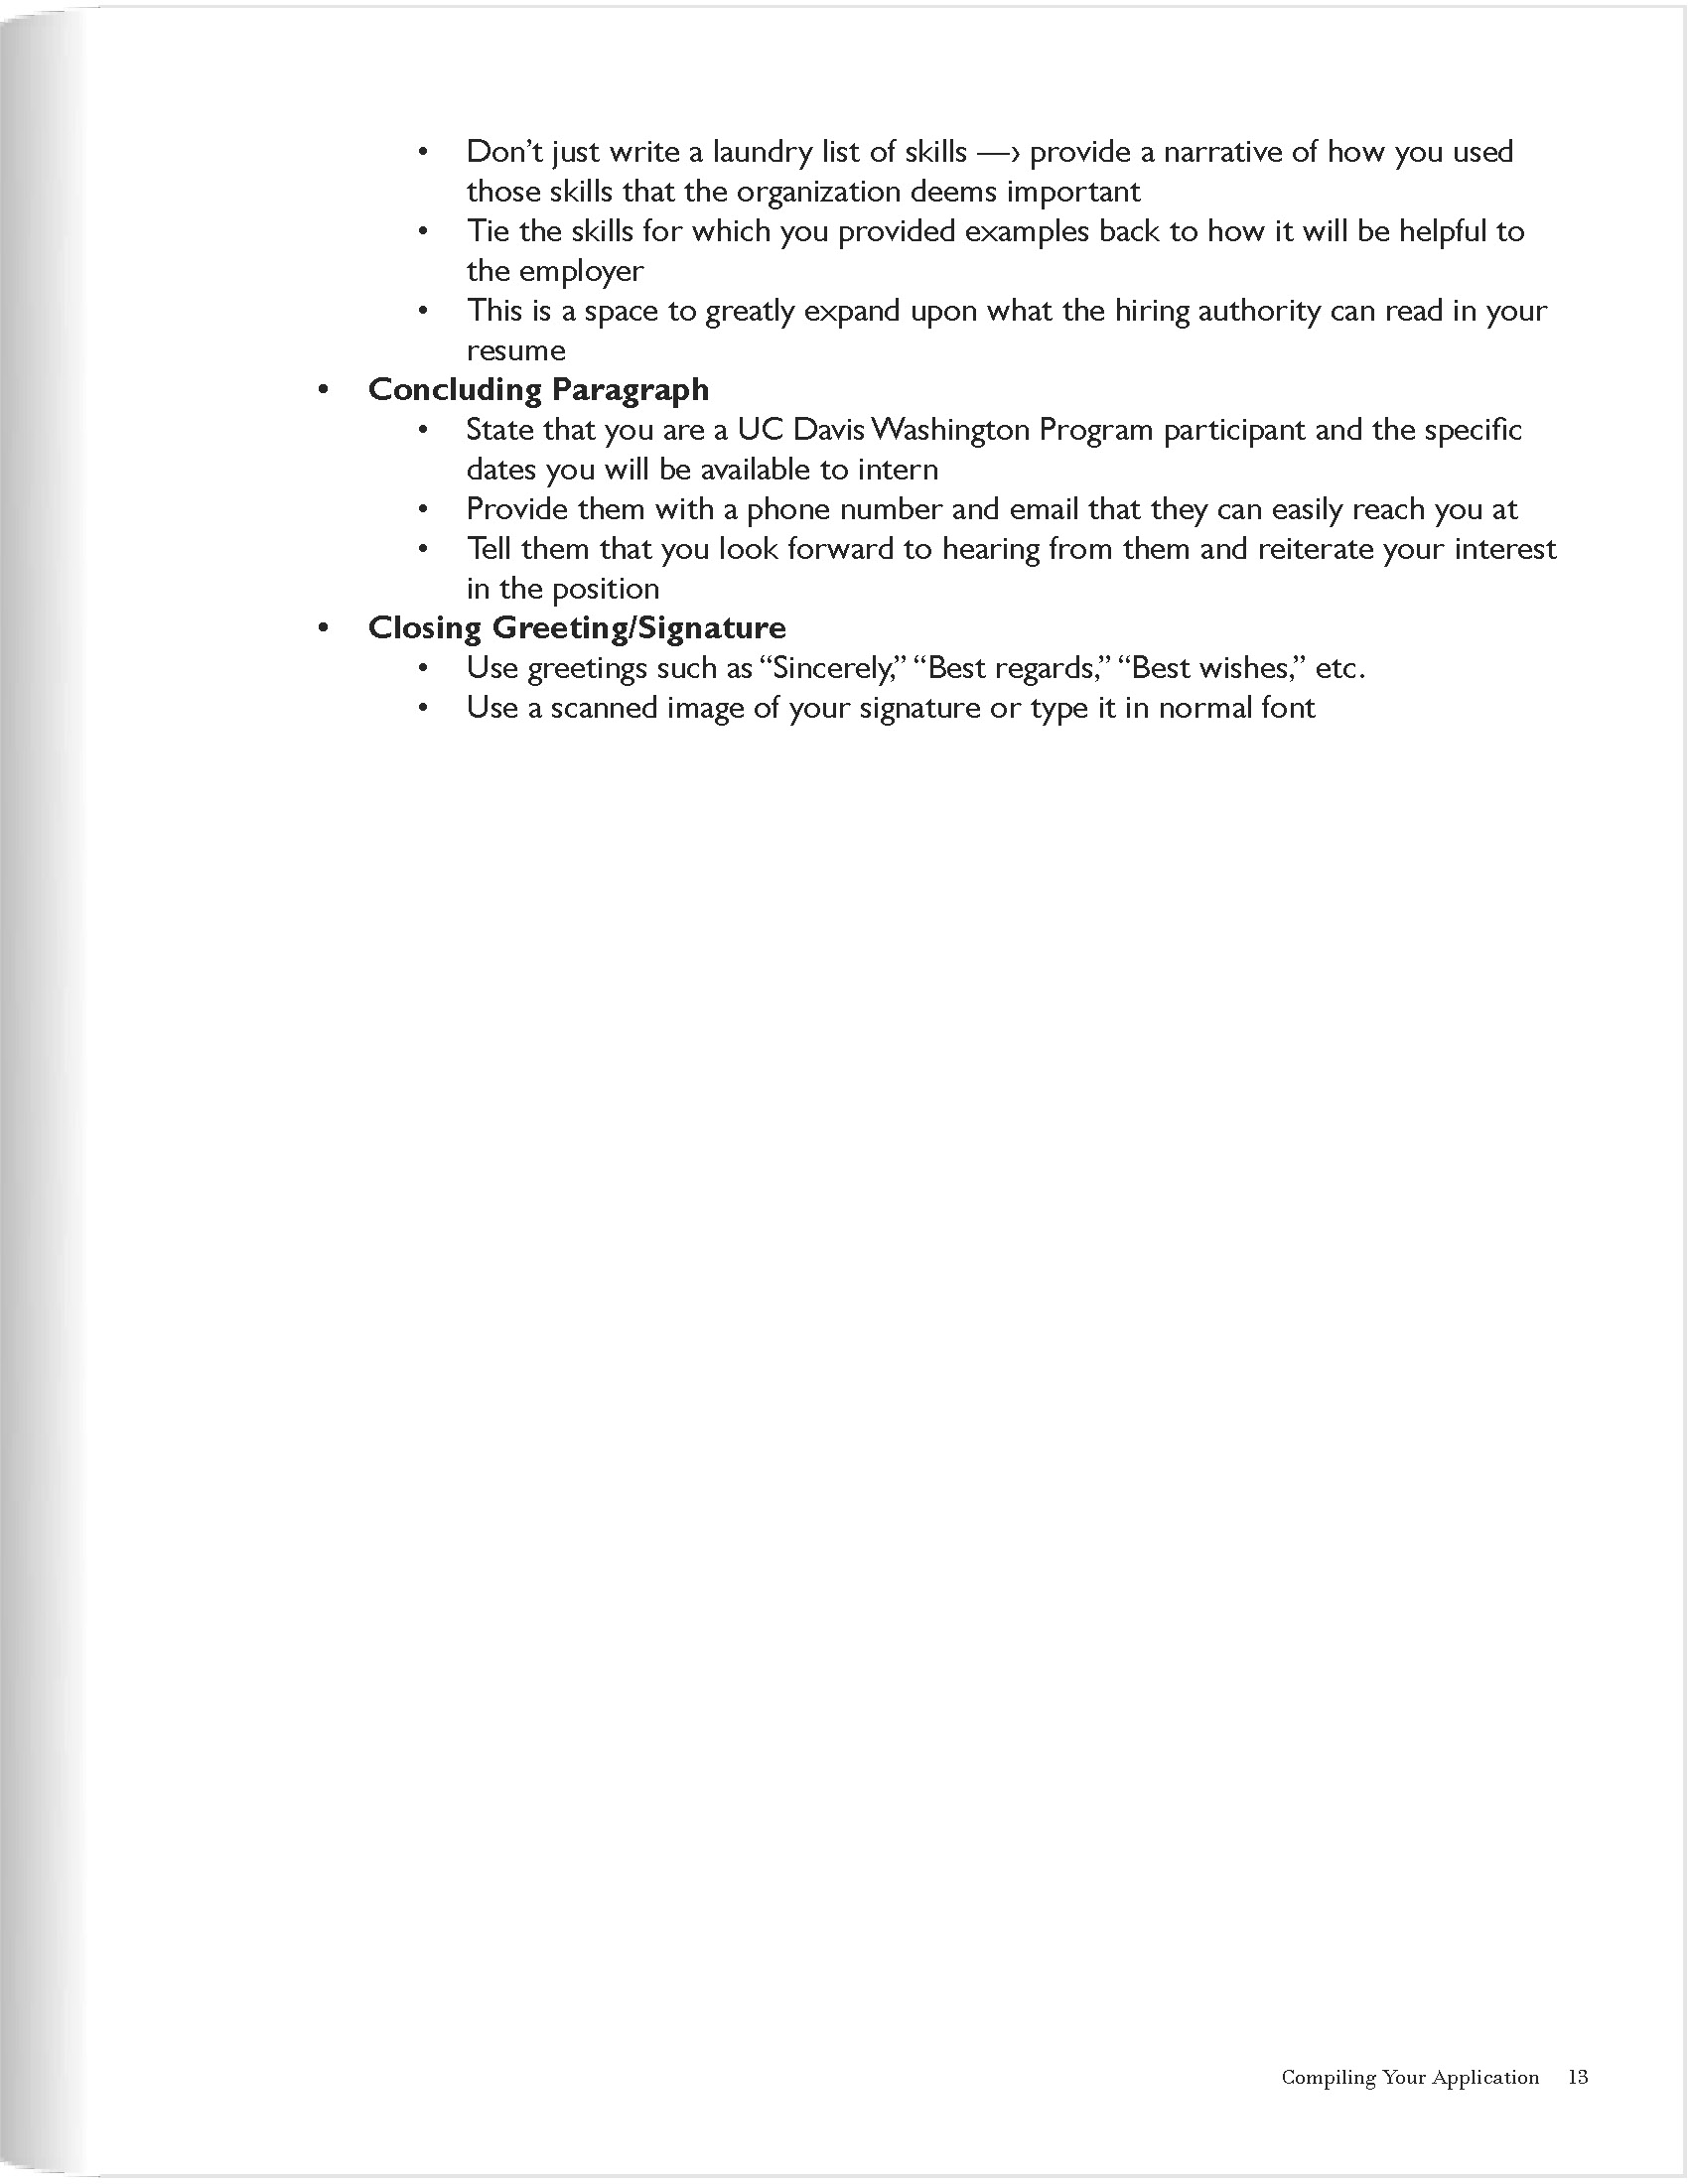 • Don’t just write a laundry list of skills —› provide a narrative of how you used
those skills that the organization deems important
• Tie the skills for which you provided examples back to how it will be helpful to
the employer
• This is a space to greatly expand upon what the hiring authority can read in your
resume
• Concluding Paragraph
• State that you are a UC Davis Washington Program participant and the specific
dates you will be available to intern
• Provide them with a phone number and email that they can easily reach you at
• Tell them that you look forward to hearing from them and reiterate your interest
in the position
• Closing Greeting/Signature
• Use greetings such as “Sincerely,” “Best regards,” “Best wishes,” etc.
• Use a scanned image of your signature or type it in normal font
Compiling Your Application 13